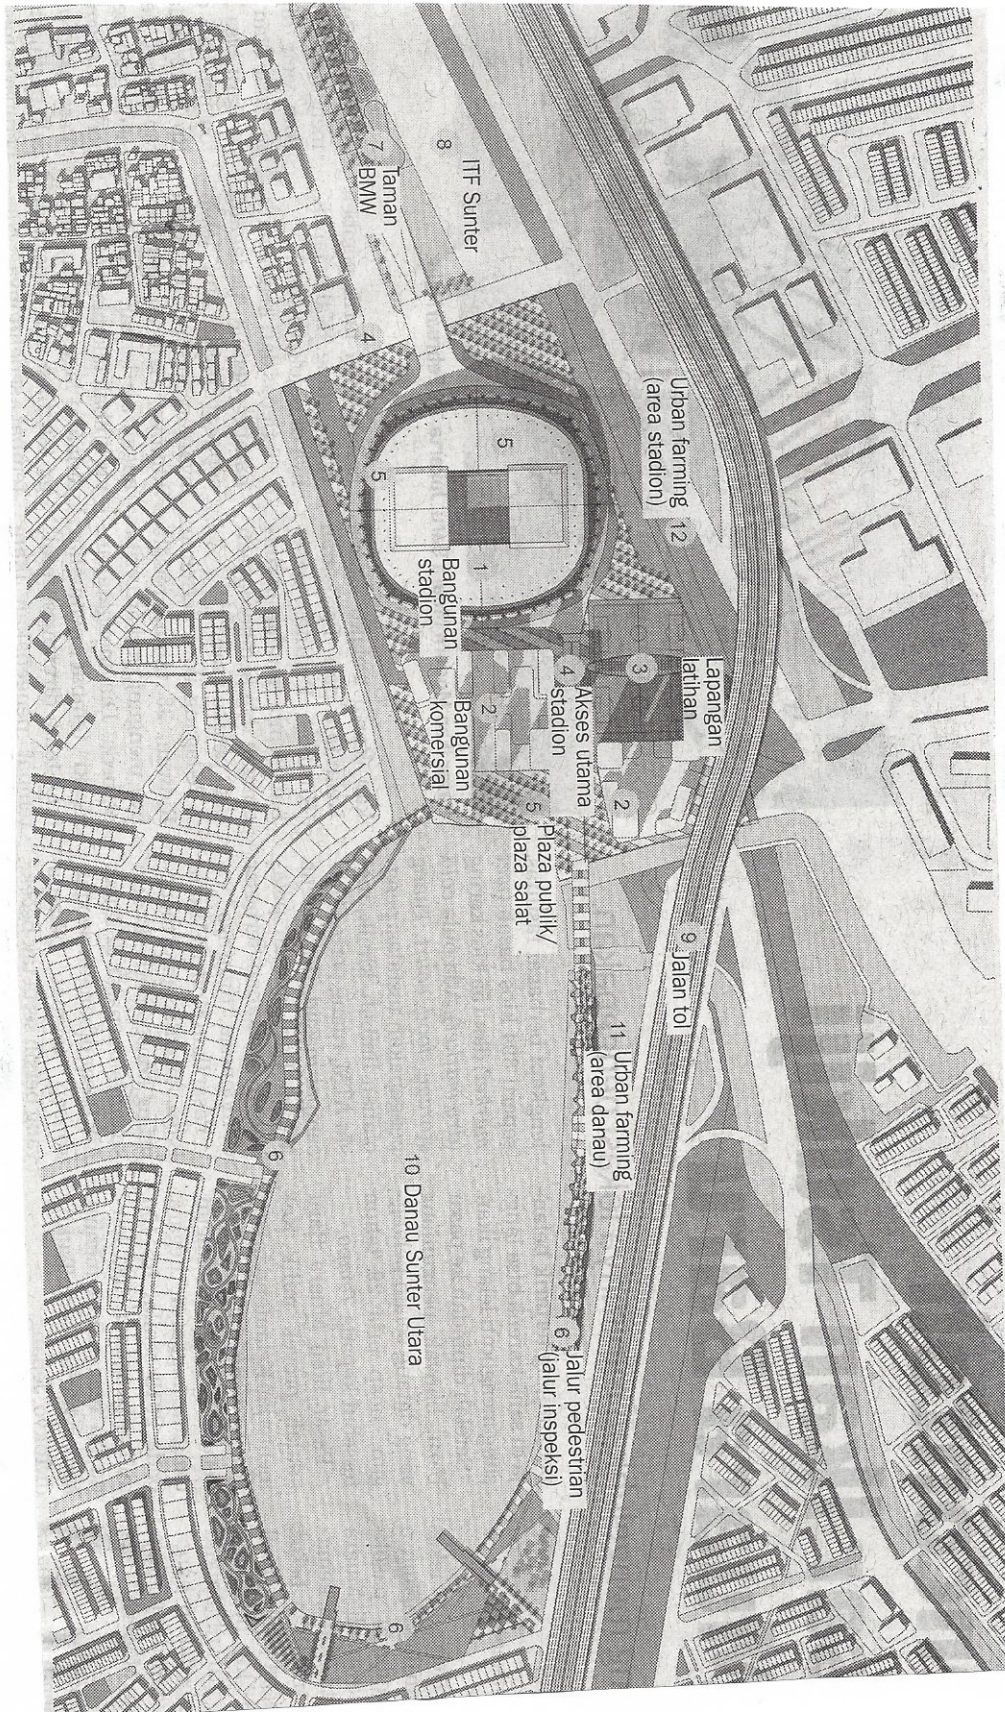 8
ITF Sunter
7
Taman
BMW
4
Urban farming
(area stadion)
12
5
5
1
Bangunan
stadion
Lapangan
latihan
3
4
Akses utama
stadion
2
Bangunan
komersial
2
5
Plaza publik/
plaza salat
9 Jalan tol
11 Urban farming
(area danau)
6
10 Danau Sunter Utara
6
Jalur pedestrian
(jalur inspeksi)
6